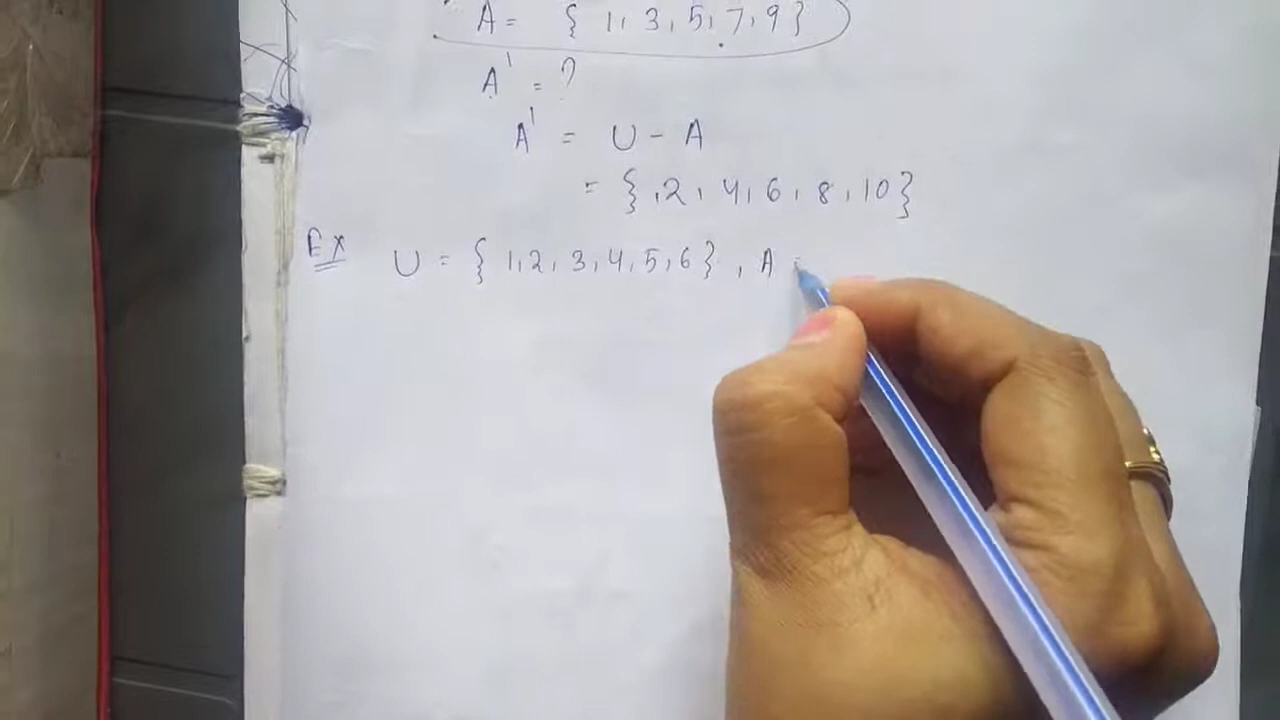 A = { 1, 3, 5, 7, 9 }
A' = ?
A' = U - A
= { , 2, 4, 6, 8, 10 }
Ex U = { 1, 2, 3, 4, 5, 6 } , A =